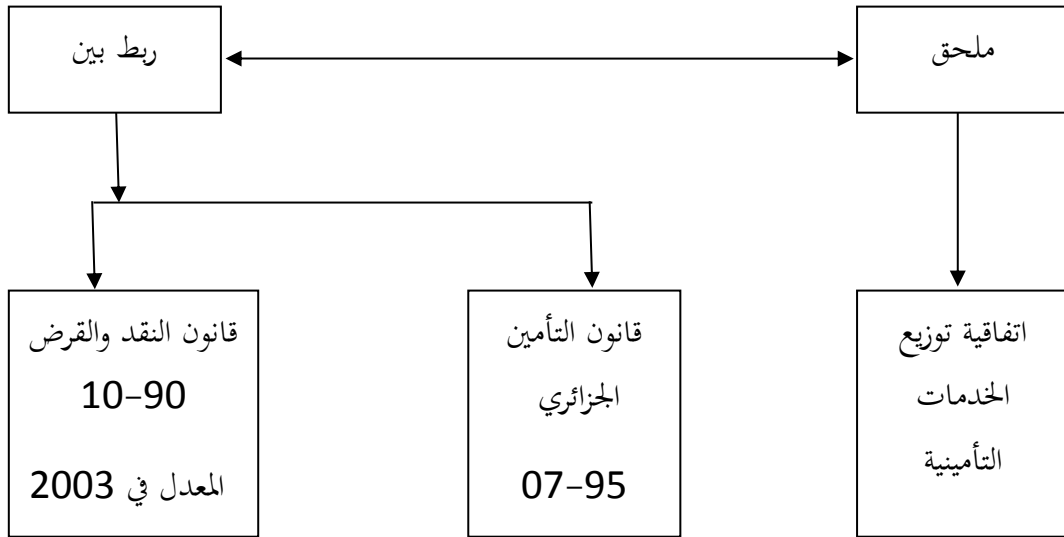 ملحق
ربط بين
اتفاقية توزيع
الخدمات
التأمينية
قانون التأمين
الجزائري
07-95
قانون النقد والقرض
10-90
المعدل في 2003